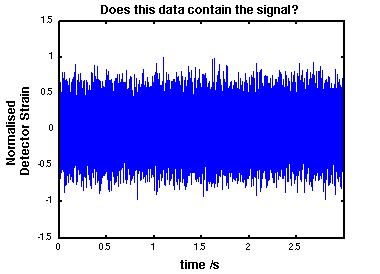 Does this data contain the signal?
1.5
1
0.5
0
-0.5
-1
-1.5
Normalised
Detector Strain
0 0.5 1 1.5 2 2.5
time /s